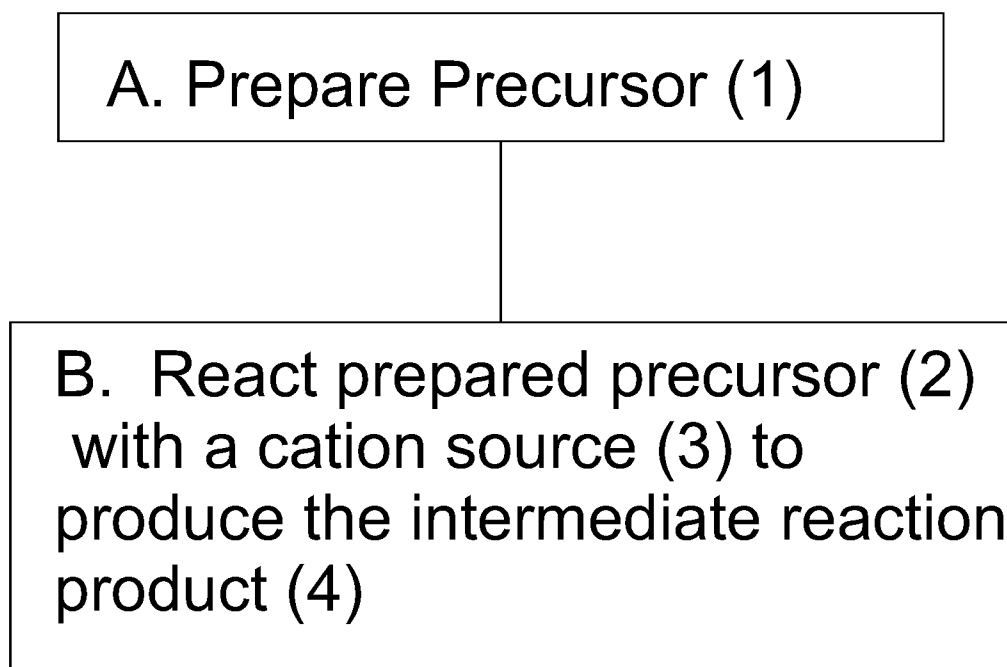 A. Prepare Precursor (1)
B. React prepared precursor (2)
with a cation source (3) to
produce the intermediate reaction
product (4)